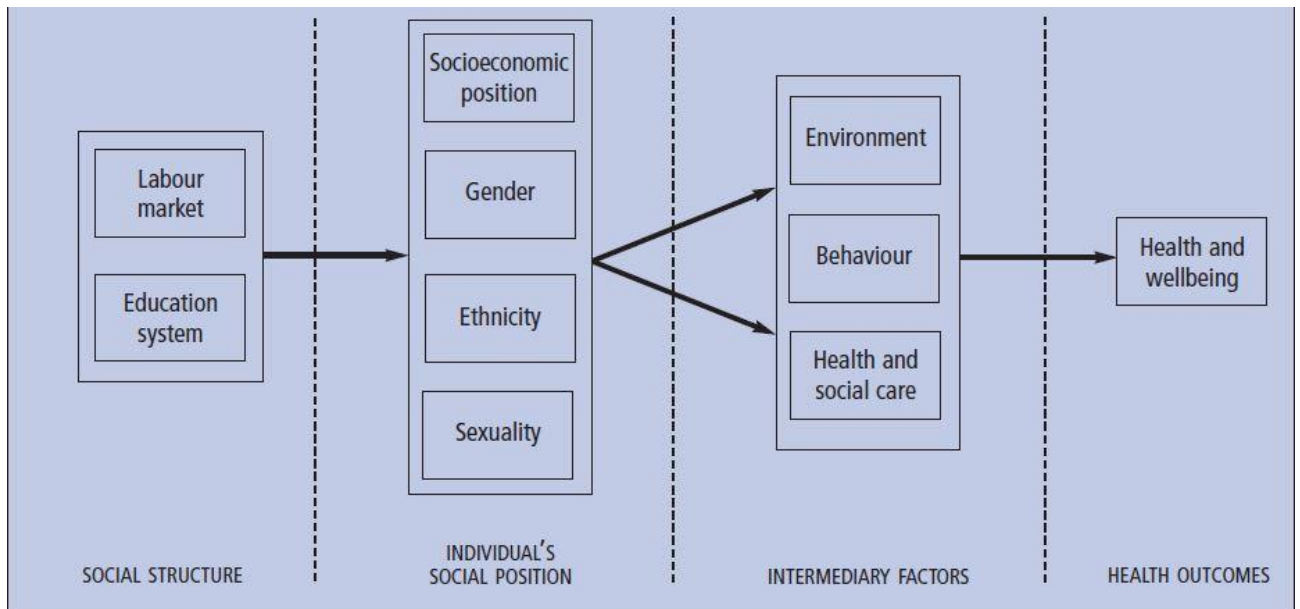 Labour
market
Education
system
SOCIAL STRUCTURE
Socioeconomic
position
Gender
Ethnicity
Sexuality
INDIVIDUAL'S
SOCIAL POSITION
Environment
Behaviour
Health and
social care
INTERMEDIARY FACTORS
Health and
wellbeing
HEALTH OUTCOMES